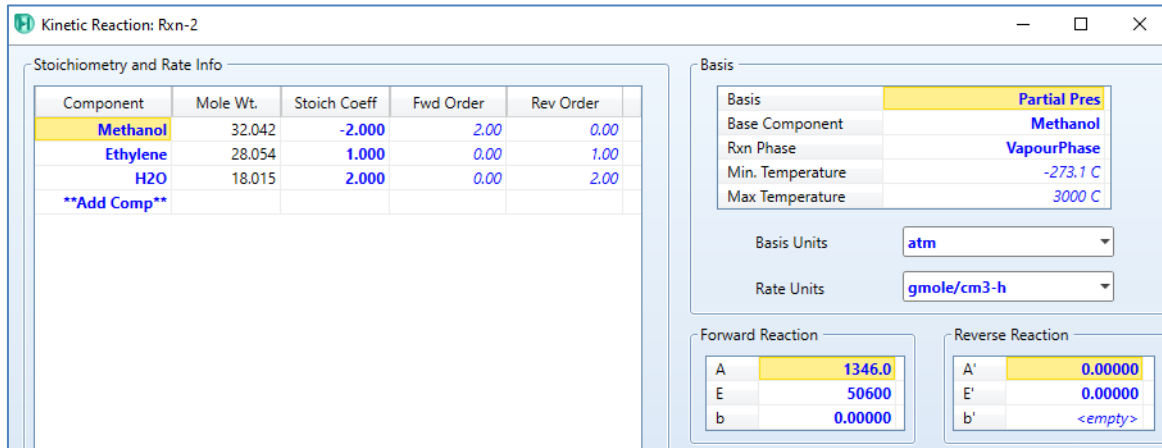 Kinetic Reaction: Rxn-2
Stoichiometry and Rate Info
Component Mole Wt. Stoich Coeff Fwd Order Rev Order
Methanol 32.042 -2.000 2.00 0.00
Ethylene 28.054 1.000 0.00 1.00
H2O 18.015 2.000 0.00 2.00
**Add Comp**
Basis
Basis Partial Pres
Base Component Methanol
Rxn Phase VapourPhase
Min. Temperature -273.1 C
Max Temperature 3000 C
Basis Units atm
Rate Units gmole/cm3-h
Forward Reaction
A 1346.0
E 50600
b 0.00000
Reverse Reaction
A' 0.00000
E' 0.00000
b' <empty>